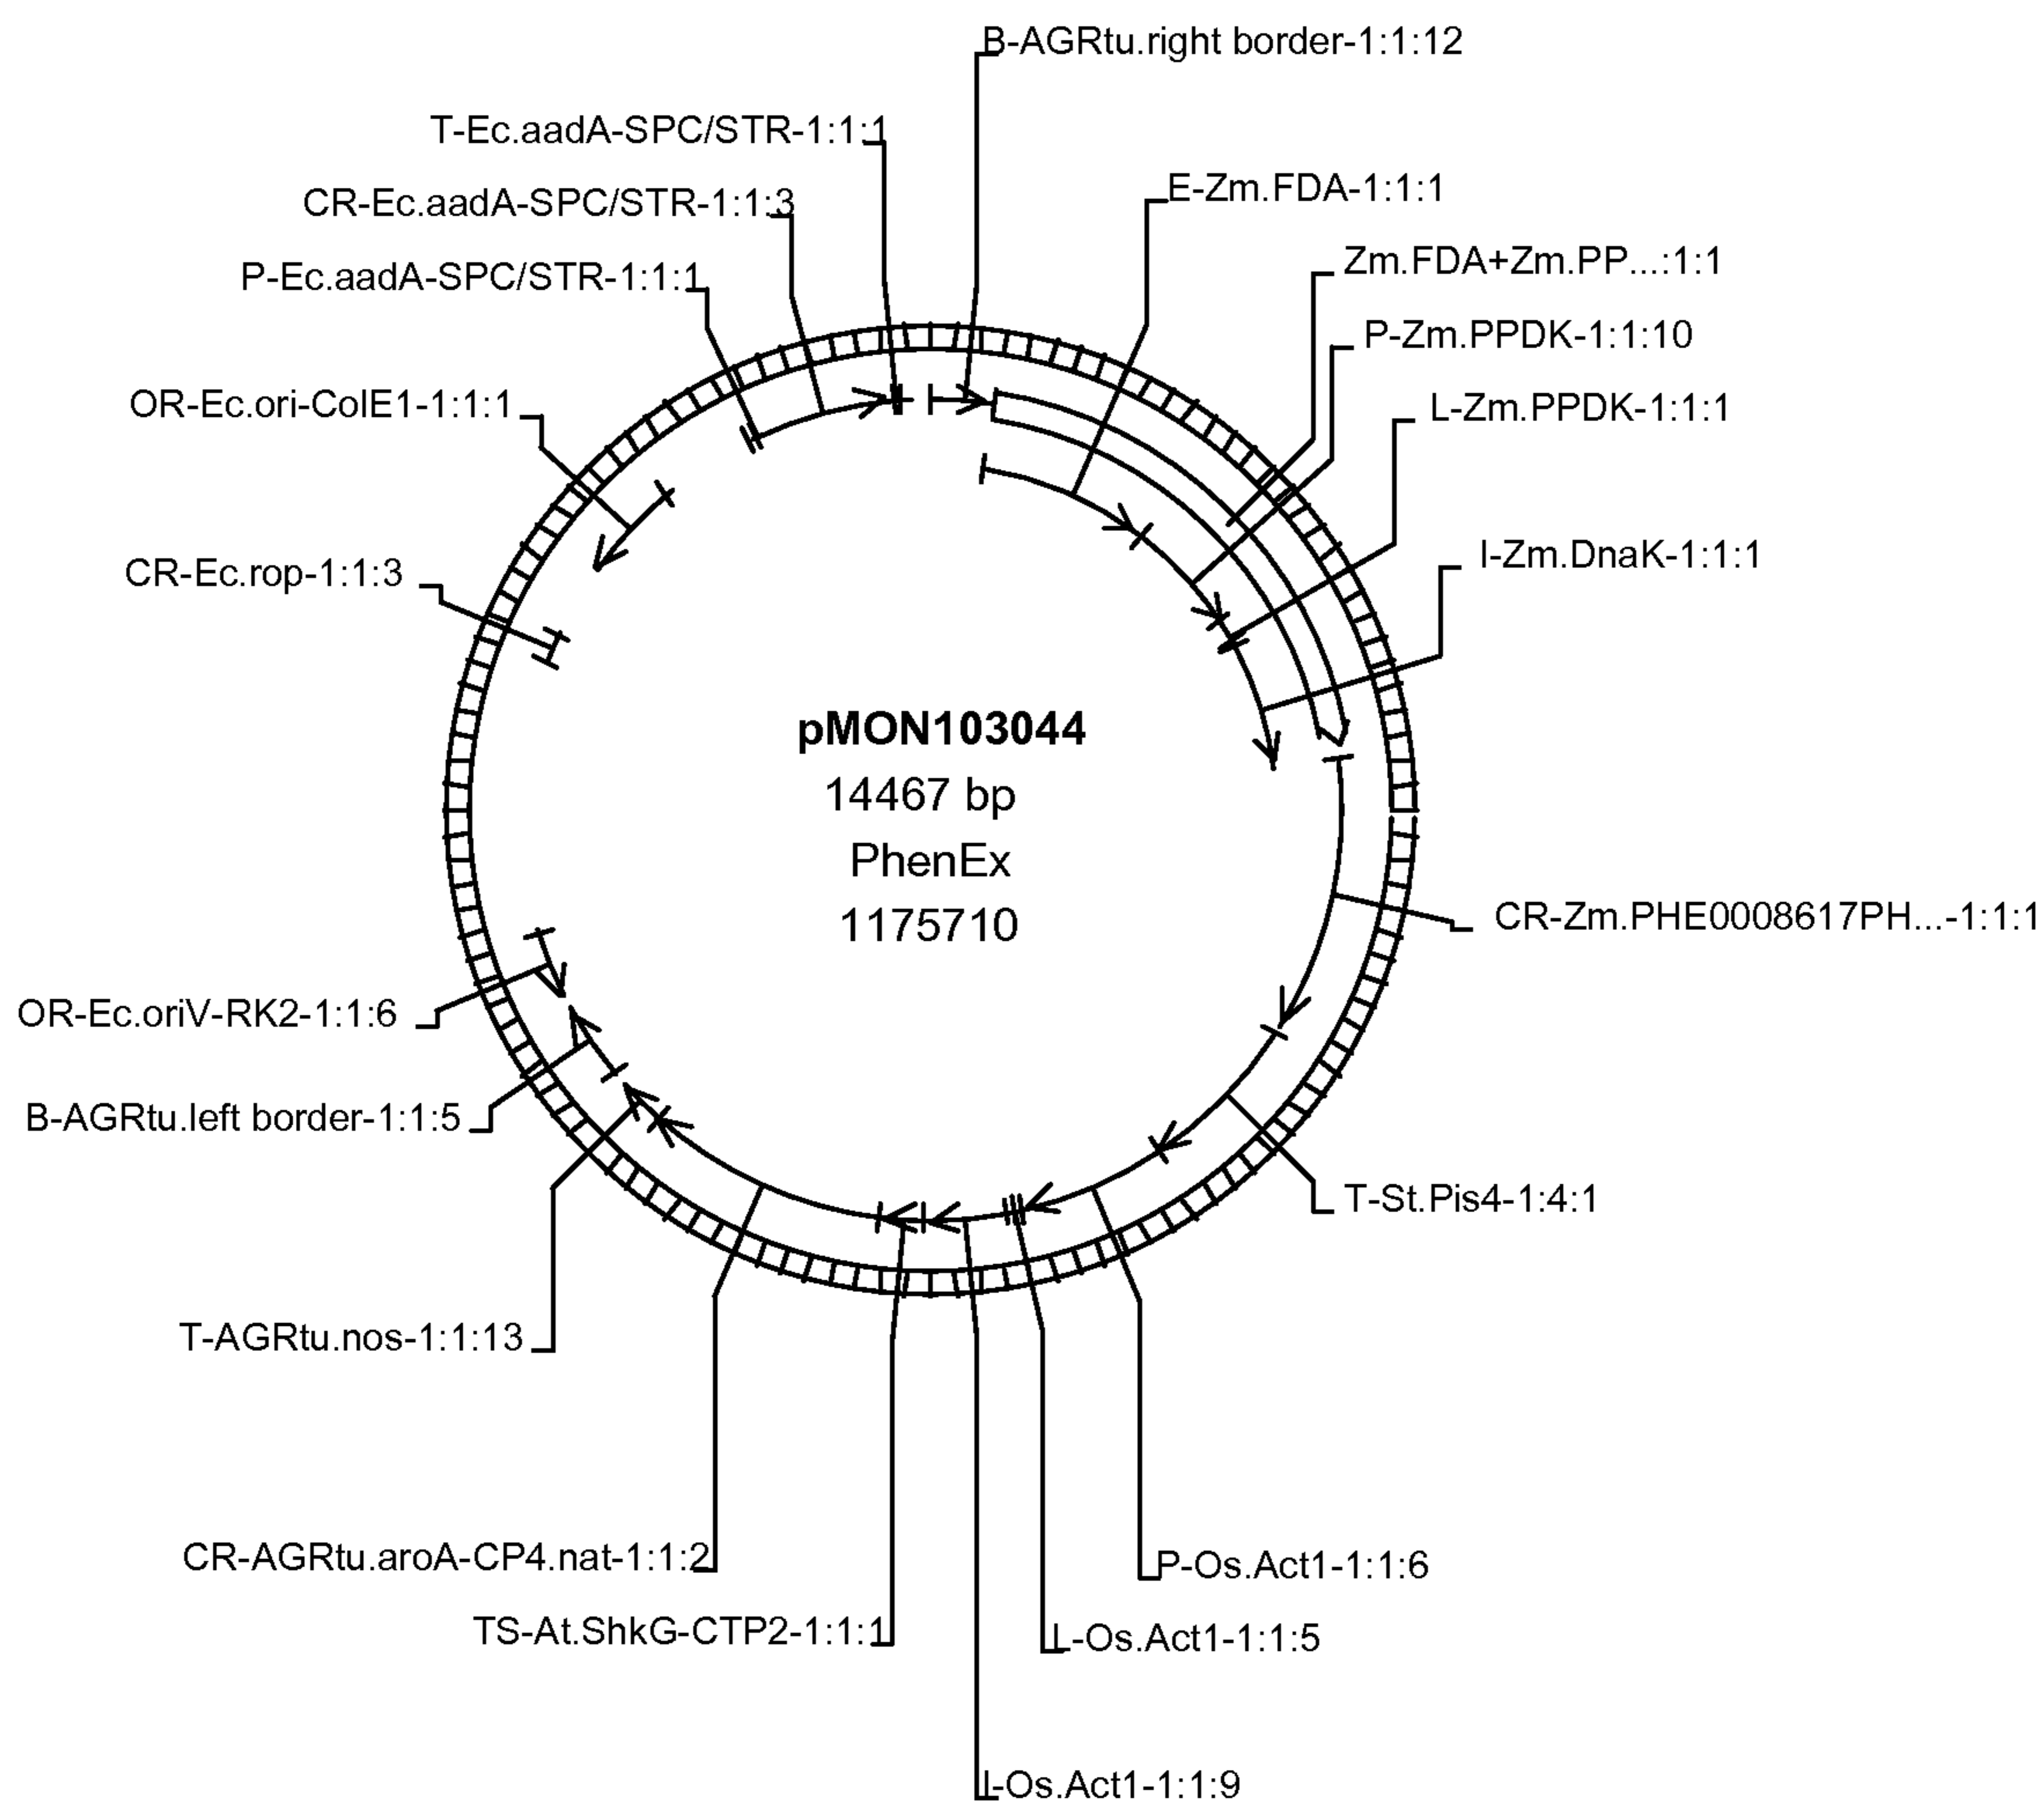 B-AGRtu.right border-1:1:12
T-Ec.aadA-SPC/STR-1:1:1
E-Zm.FDA-1:1:1
CR-Ec.aadA-SPC/STR-1:1:3
Zm.FDA+Zm.PP...:1:1
P-Ec.aadA-SPC/STR-1:1:1
P-Zm.PPDK-1:1:10
OR-Ec.ori-ColE1-1:1:1
L-Zm.PPDK-1:1:1
I-Zm.DnaK-1:1:1
CR-Ec.rop-1:1:3
pMON103044
14467 bp
PhenEx
1175710
CR-Zm.PHE0008617PH...-1:1:1
OR-Ec.oriV-RK2-1:1:6
B-AGRtu.left border-1:1:5
T-St.Pis4-1:4:1
T-AGRtu.nos-1:1:13
CR-AGRtu.aroA-CP4.nat-1:1:2
P-Os.Act1-1:1:6
TS-At.ShkG-CTP2-1:1:1
L-Os.Act1-1:1:5
I-Os.Act1-1:1:9